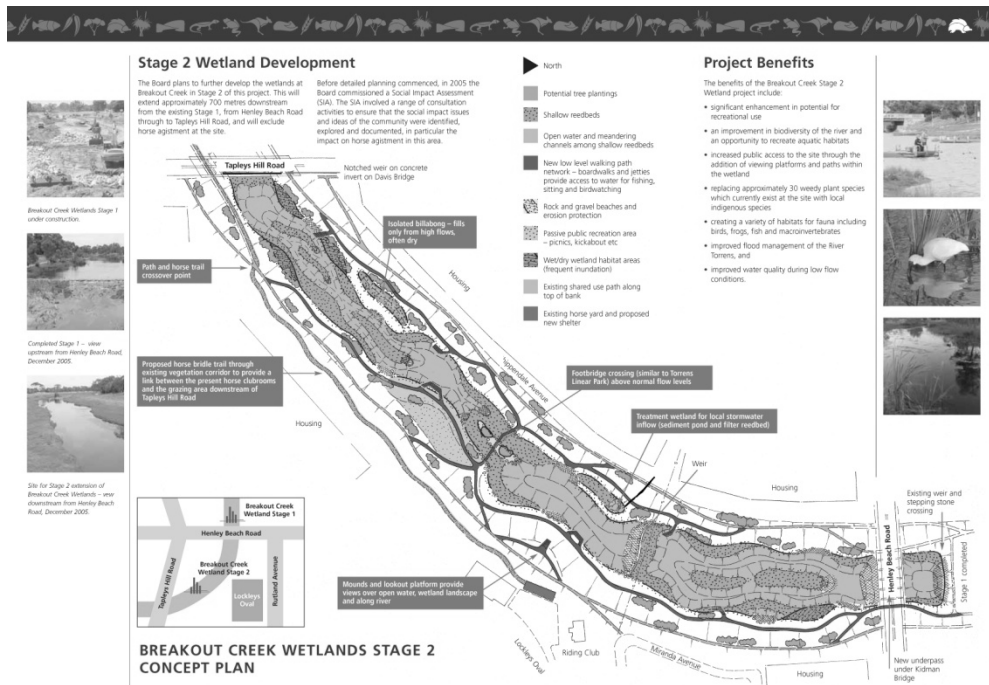 Stage 2 Wetland Development
The Board plans to further develop the wetlands at
Breakout Creek in Stage 2 of this project. This will
extend approximately 700 metres downstream
from the existing Stage 1, from Henley Beach Road
through to Tapleys Hill Road, and will exclude
horse agistment at the site.
Before detailed planning commenced, in 2005 the
Board commissioned a Social Impact Assessment
(SIA). The SIA involved a range of consultation
activities to ensure that the social impact issues
and ideas of the community were identified,
explored and documented, in particular the
impact on horse agistment in this area.
Breakout Creek Wetlands Stage 1
under construction.
Completed Stage 1 – view
upstream from Henley Beach Road,
December 2005.
Site for Stage 2 extension of
Breakout Creek Wetlands – vew
downstream from Henley Beach
Road, December 2005.
Tapleys Hill Road
Notched weir on concrete
invert on Davis Bridge
Isolated billabong – fills
only from high flows,
often dry
Path and horse trail
crossover point
Housing
Proposed horse bridle trail through
existing vegetation corridor to provide a
link between the present horse clubrooms
and the grazing area downstream of
Tapleys Hill Road
Housing
Footbridge crossing (similar to Torrens
Linear Park) above normal flow levels
Treatment wetland for local stormwater
inflow (sediment pond and filter reedbed)
Weir
Housing
Existing weir and
stepping stone
crossing
Henley Beach Road
Stage 1 completed
Mounds and lookout platform provide
views over open water, wetland landscape
and along river
Lockleys Oval
Riding Club
Miranda Avenue
Housing
New underpass
under Kidman
Bridge
North
Potential tree plantings
Shallow reedbeds
Open water and meandering
channels among shallow reedbeds
New low level walking path
network – boardwalks and jetties
provide access to water for fishing,
sitting and birdwatching
Rock and gravel beaches and
erosion protection
Passive public recreation area
– picnics, kickabout etc
Wet/dry wetland habitat areas
(frequent inundation)
Existing shared use path along
top of bank
Existing horse yard and proposed
new shelter
Project Benefits
The benefits of the Breakout Creek Stage 2
Wetland project include:
• significant enhancement in potential for
recreational use
• an improvement in biodiversity of the river and
an opportunity to recreate aquatic habitats
• increased public access to the site through the
addition of viewing platforms and paths within
the wetland
• replacing approximately 30 weedy plant species
which currently exist at the site with local
indigenous species
• creating a variety of habitats for fauna including
birds, frogs, fish and macroinvertebrates
• improved flood management of the River
Torrens, and
• improved water quality during low flow
conditions.
Breakout Creek
Wetland Stage 1
Henley Beach Road
Breakout Creek
Wetland Stage 2
Tapleys Hill Road
Lockleys
Oval
Rutland Avenue
BREAKOUT CREEK WETLANDS STAGE 2
CONCEPT PLAN